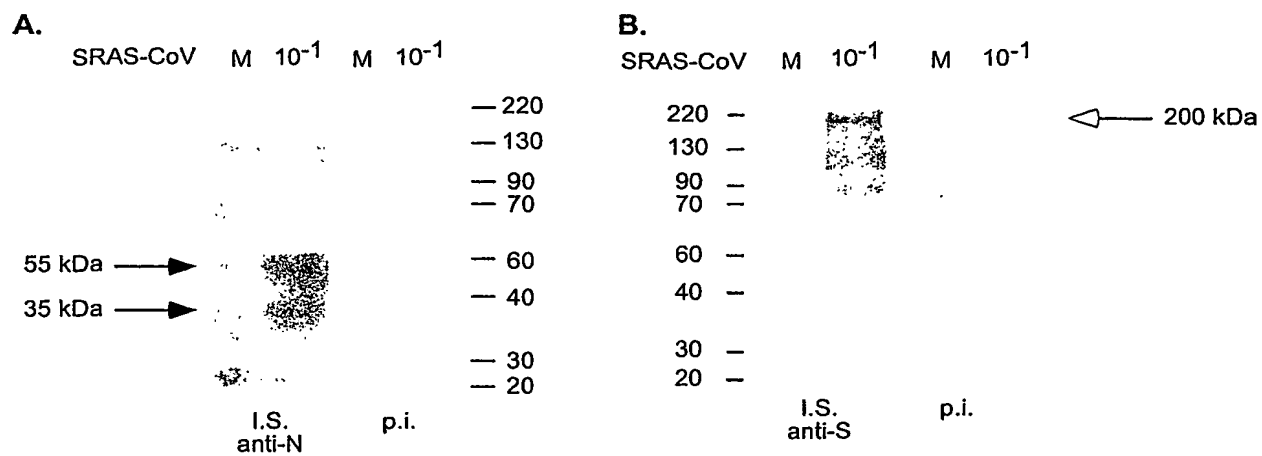 A.
SRAS-CoV M 10⁻¹ M 10⁻¹
220
130
90
70
55 kDa
60
35 kDa
40
30
20
I.S. p.i.
anti-N
B.
SRAS-CoV M 10⁻¹ M 10⁻¹
220
200 kDa
130
90
70
60
40
30
20
I.S. p.i.
anti-S